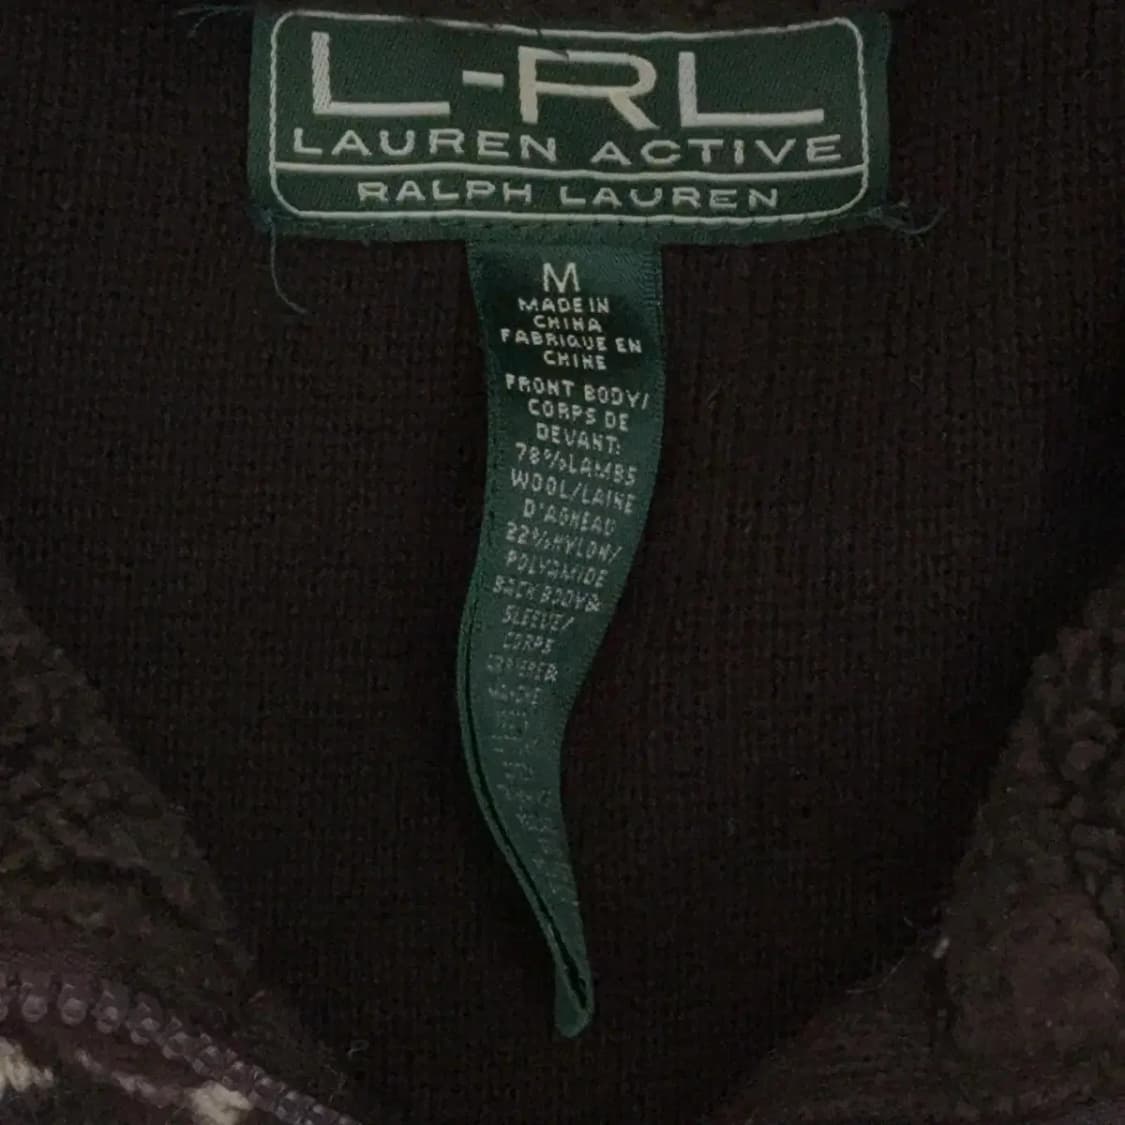 L-RL
LAUREN ACTIVE
RALPH LAUREN
M
MADE IN
CHINA
FABRIQUE EN
CHINE
FRONT BODY/
CORPS DE
DEVANT:
78%LAMBS
WOOL/LAINE
D'AGNEAU
22%NYLON/
POLYAMIDE
BACK BODY&
SLEEVE/
CORPS